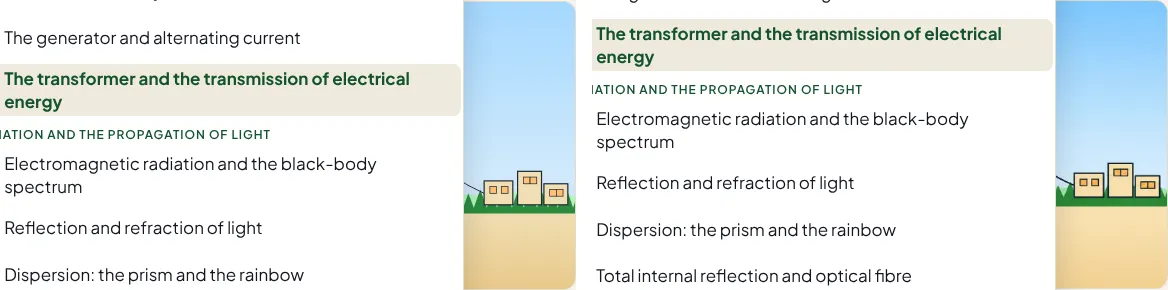 The generator and alternating current
The transformer and the transmission of electrical
energy
ATION AND THE PROPAGATION OF LIGHT
Electromagnetic radiation and the black-body
spectrum
Reflection and refraction of light
Dispersion: the prism and the rainbow
The transformer and the transmission of electrical
energy
IATION AND THE PROPAGATION OF LIGHT
Electromagnetic radiation and the black-body
spectrum
Reflection and refraction of light
Dispersion: the prism and the rainbow
Total internal reflection and optical fibre